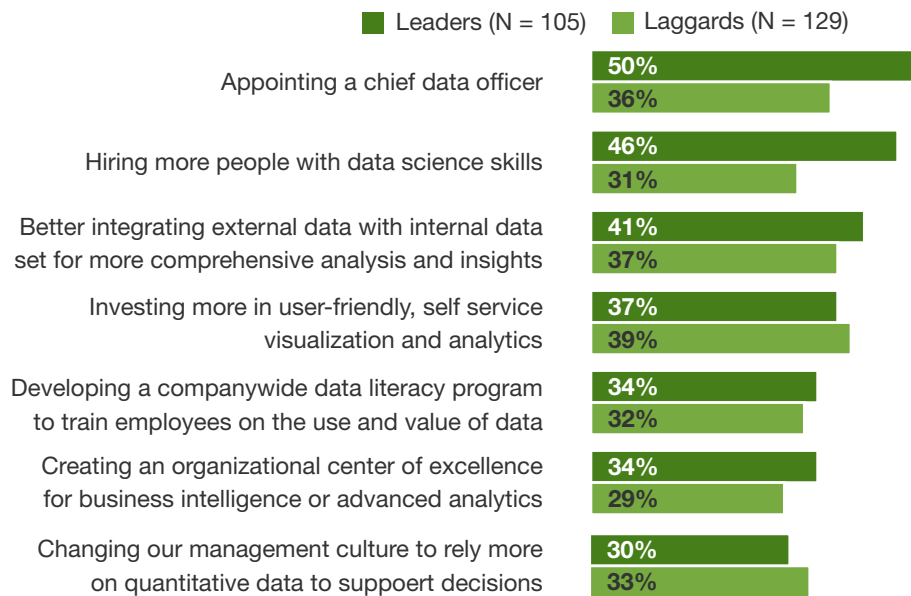 Leaders (N = 105) Laggards (N = 129)
Appointing a chief data officer
50%
36%
Hiring more people with data science skills
46%
31%
Better integrating external data with internal data
set for more comprehensive analysis and insights
41%
37%
Investing more in user-friendly, self service
visualization and analytics
37%
39%
Developing a companywide data literacy program
to train employees on the use and value of data
34%
32%
Creating an organizational center of excellence
for business intelligence or advanced analytics
34%
29%
Changing our management culture to rely more
on quantitative data to suppoert decisions
30%
33%